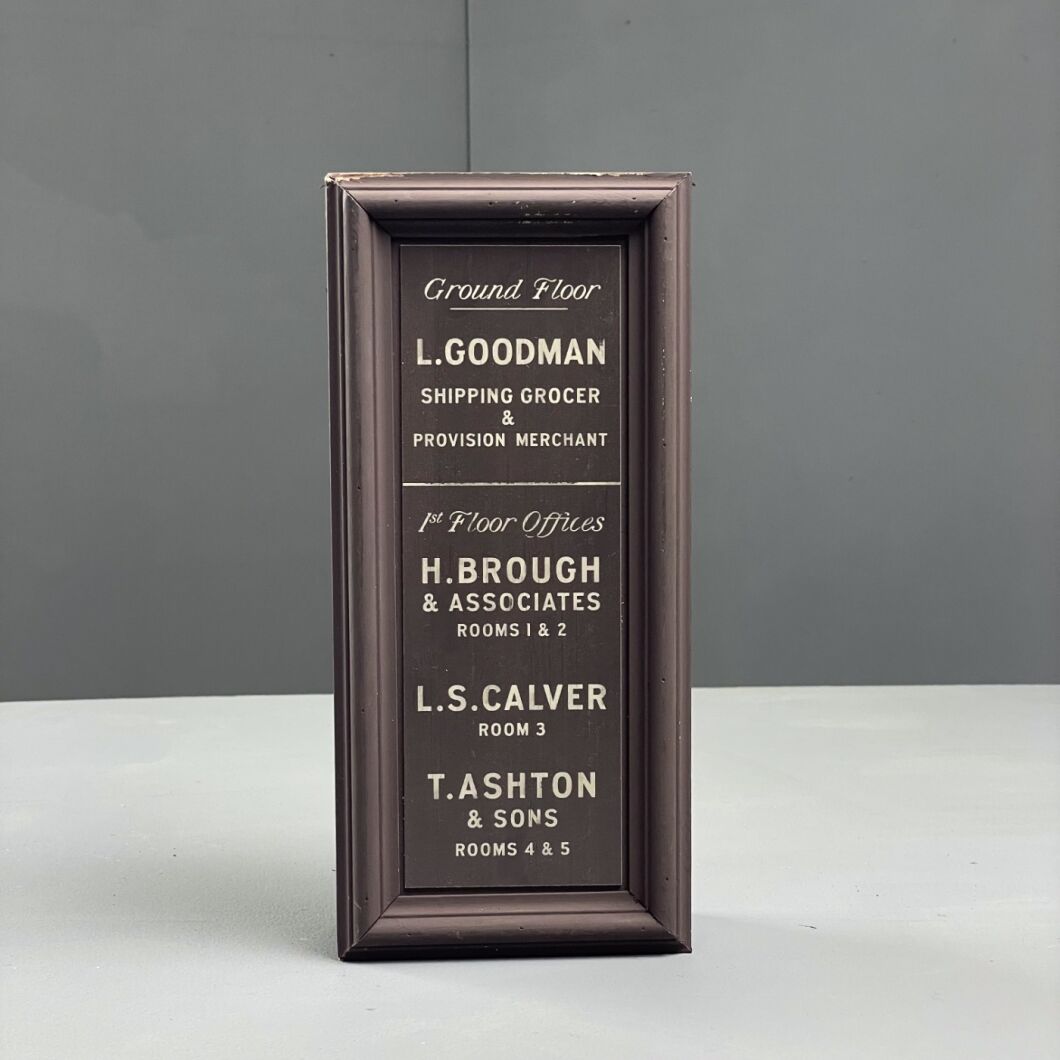 Ground Floor
L.GOODMAN
SHIPPING GROCER
&
PROVISION MERCHANT
1st Floor Offices
H.BROUGH
& ASSOCIATES
ROOMS 1 & 2
L.S.CALVER
ROOM 3
T.ASHTON
& SONS
ROOMS 4 & 5